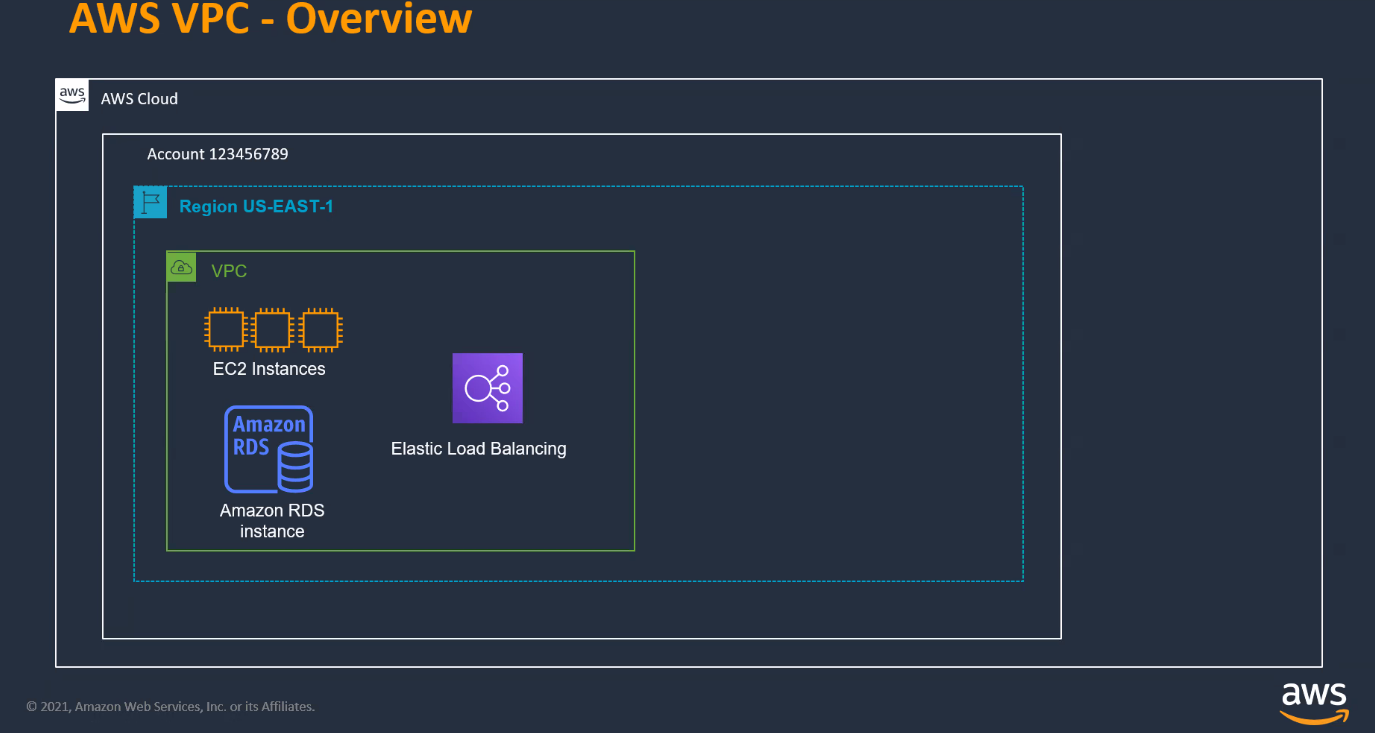 AWS VPC - Overview
aws
AWS Cloud
Account 123456789
Region US-EAST-1
VPC
EC2 Instances
Amazon
RDS
Elastic Load Balancing
Amazon RDS
instance
© 2021, Amazon Web Services, Inc. or its Affiliates.
aws